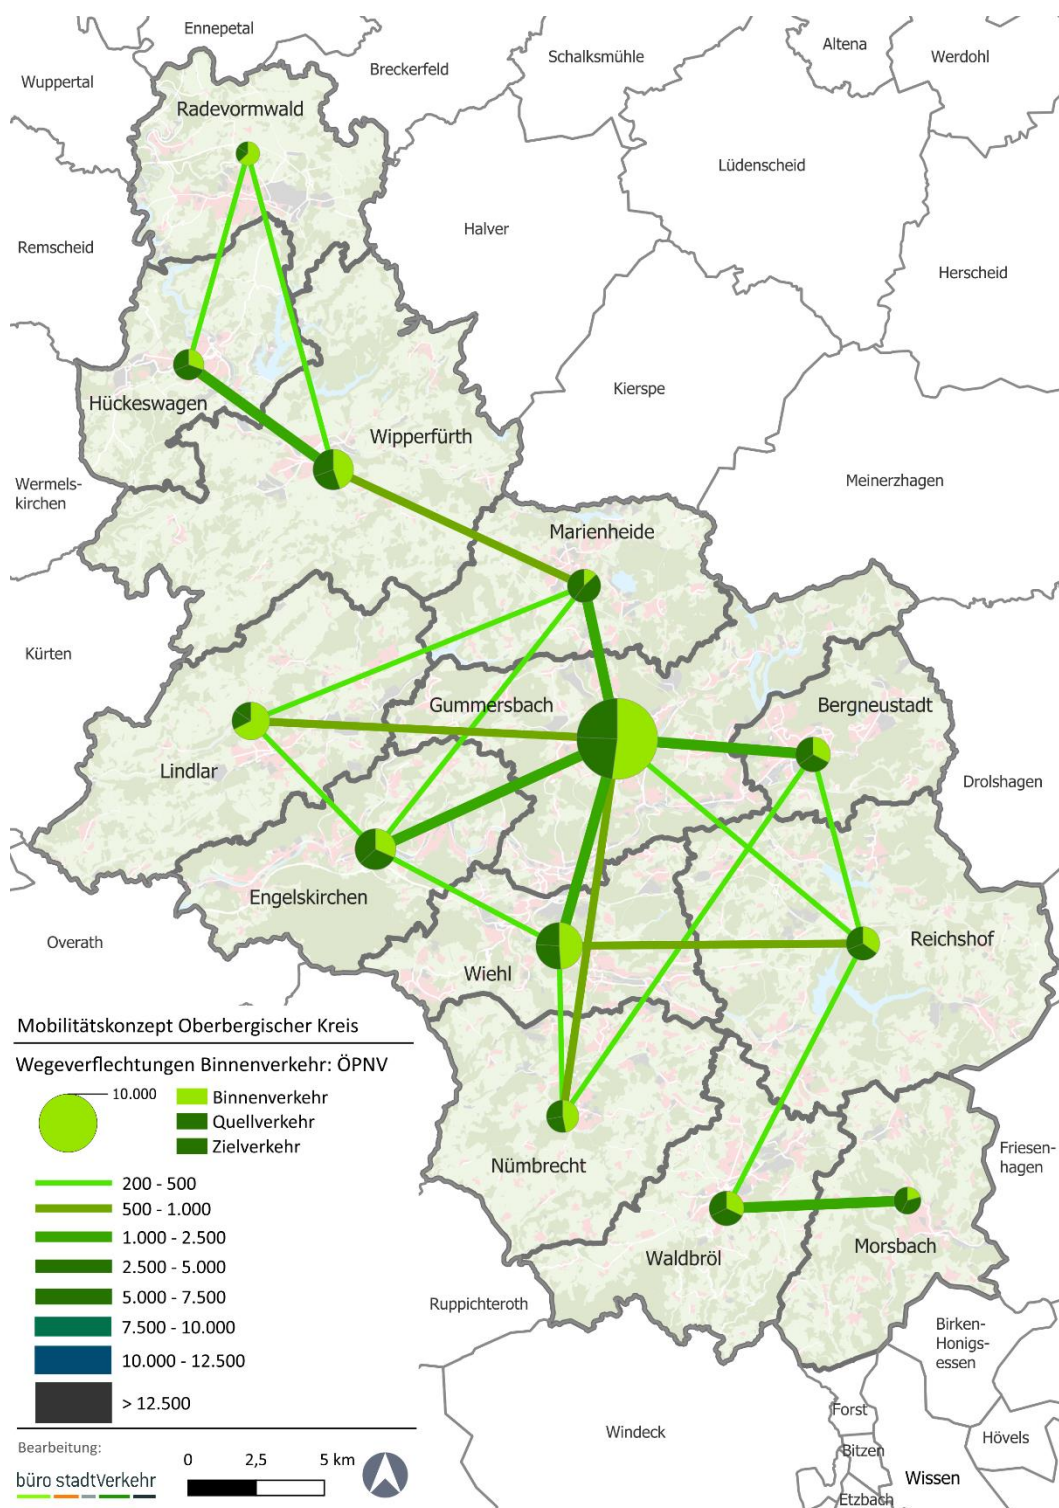 Ennepetal
Altena
Schalksmühle
Werdohl
Breckerfeld
Wuppertal
Radevormwald
Lüdenscheid
Halver
Remscheid
Herscheid
Kierspe
Hückeswagen
Wipperfürth
Wermels-
kirchen
Meinerzhagen
Marienheide
Kürten
Gummersbach
Bergneustadt
Lindlar
Drolshagen
Engelskirchen
Overath
Reichshof
Wiehl
Mobilitätskonzept Oberbergischer Kreis
Wegeverflechtungen Binnenverkehr: ÖPNV
10.000
Binnenverkehr
Quellverkehr
Zielverkehr
200 - 500
500 - 1.000
1.000 - 2.500
2.500 - 5.000
5.000 - 7.500
7.500 - 10.000
10.000 - 12.500
> 12.500
Bearbeitung:
büro stadtVerkehr
0 2,5 5 km
Nümbrecht
Friesen-
hagen
Waldbröl
Morsbach
Ruppichteroth
Birken-
Honigs-
essen
Forst
Windeck
Hövels
Bitzen
Wissen
Etzbach